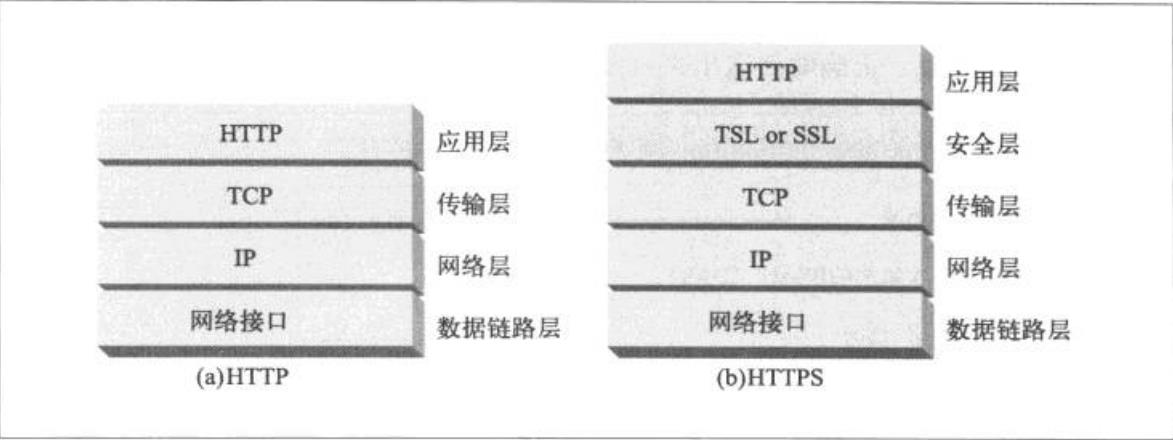 HTTP
应用层
TCP
传输层
IP
网络层
网络接口
数据链路层
(a)HTTP
HTTP
应用层
TSL or SSL
安全层
TCP
传输层
IP
网络层
网络接口
数据链路层
(b)HTTPS